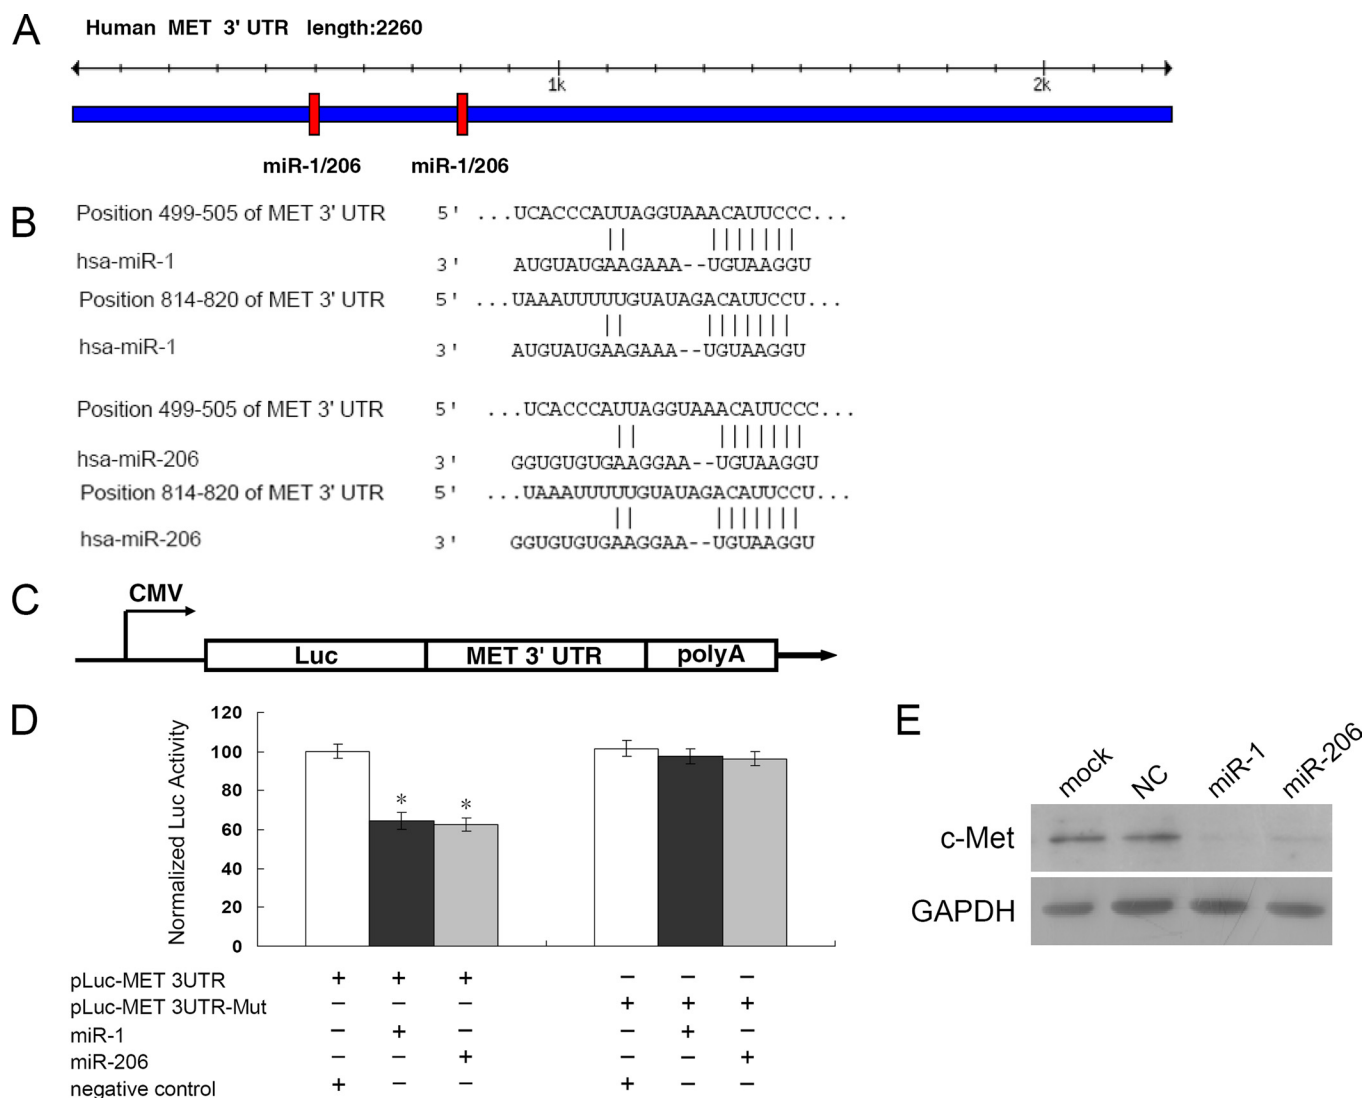 A
Human MET 3' UTR length:2260
1k 2k
miR-1/206 miR-1/206
B
Position 499-505 of MET 3' UTR 5' ...UCACCCAUUAGGUAAACAUUCCC...
hsa-miR-1 3' AUGUAUGAAGAAA--UGUAAGGU
Position 814-820 of MET 3' UTR 5' ...UAAAUUUUUGUAUAGACAUUCCU...
hsa-miR-1 3' AUGUAUGAAGAAA--UGUAAGGU
Position 499-505 of MET 3' UTR 5' ...UCACCCAUUAGGUAAACAUUCCC...
hsa-miR-206 3' GGUGUGUGAAGGAA--UGUAAGGU
Position 814-820 of MET 3' UTR 5' ...UAAAUUUUUGUAUAGACAUUCCU...
hsa-miR-206 3' GGUGUGUGAAGGAA--UGUAAGGU
C
CMV
Luc MET 3' UTR polyA
D
Normalized Luc Activity
120
100
80
60
40
20
0
* *
pLuc-MET 3UTR + + + − − −
pLuc-MET 3UTR-Mut − − − + + +
miR-1 − + − − + −
miR-206 − − + − − +
negative control + − − + − −
E
mock NC miR-1 miR-206
c-Met
GAPDH